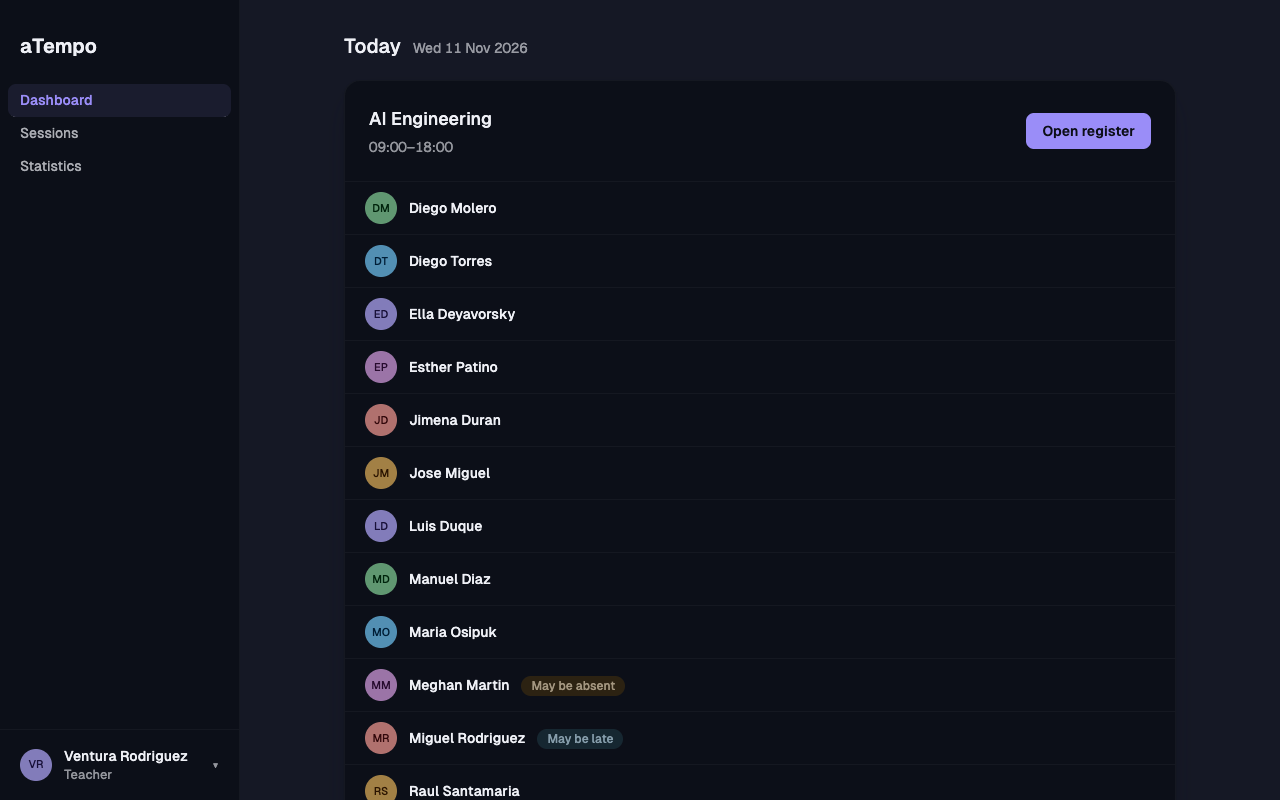 aTempo
Dashboard
Sessions
Statistics
VR
Ventura Rodriguez
Teacher
Today Wed 11 Nov 2026
AI Engineering
09:00–18:00
Open register
DM Diego Molero
DT Diego Torres
ED Ella Deyavorsky
EP Esther Patino
JD Jimena Duran
JM Jose Miguel
LD Luis Duque
MD Manuel Diaz
MO Maria Osipuk
MM Meghan Martin May be absent
MR Miguel Rodriguez May be late
RS Raul Santamaria